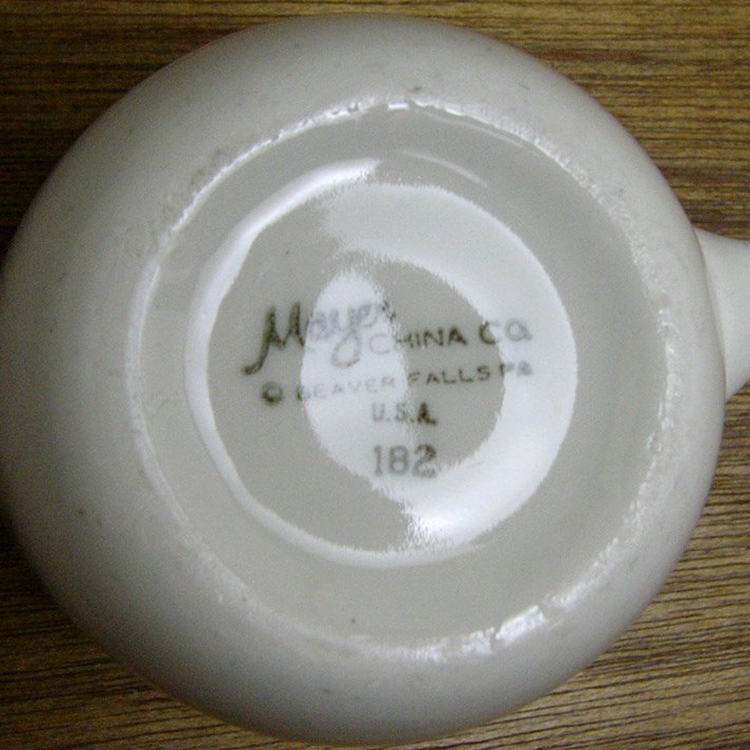 Mayer
CHINA Co
© BEAVER FALLS PA
U.S.A.
182